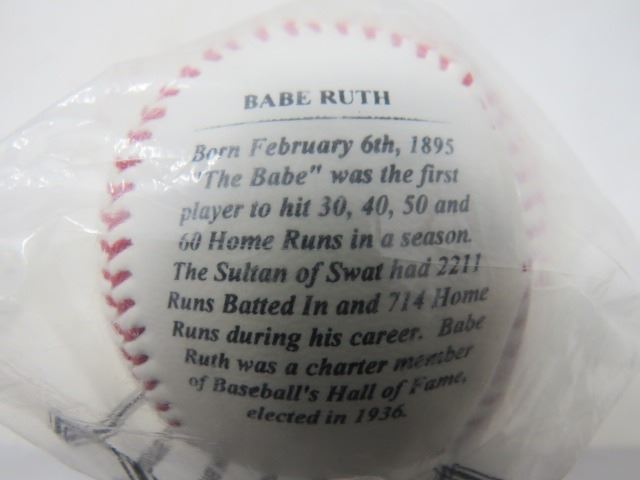 BABE RUTH
Born February 6th, 1895
"The Babe" was the first
player to hit 30, 40, 50 and
60 Home Runs in a season.
The Sultan of Swat had 2211
Runs Batted In and 714 Home
Runs during his career. Babe
Ruth was a charter member
of Baseball's Hall of Fame,
elected in 1936.